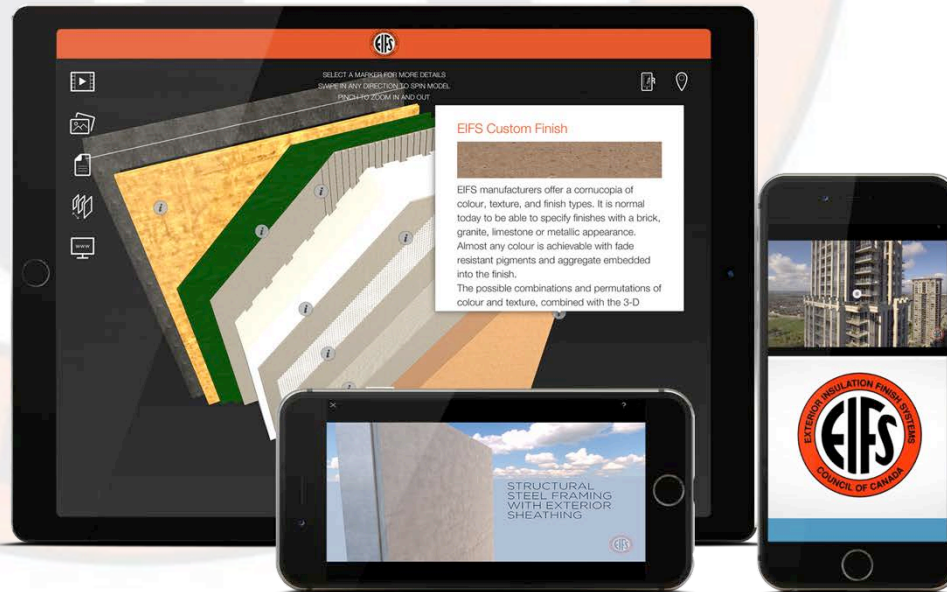 EIFS
SELECT A MARKER FOR MORE DETAILS
SWIPE IN ANY DIRECTION TO SPIN MODEL
PINCH TO ZOOM IN AND OUT
EIFS Custom Finish
EIFS manufacturers offer a cornucopia of
colour, texture, and finish types. It is normal
today to be able to specify finishes with a brick,
granite, limestone or metallic appearance.
Almost any colour is achievable with fade
resistant pigments and aggregate embedded
into the finish.
The possible combinations and permutations of
colour and texture, combined with the 3-D
i
i
i
i
i
i
WWW
STRUCTURAL
STEEL FRAMING
WITH EXTERIOR
SHEATHING
EIFS
EXTERIOR INSULATION FINISH SYSTEMS
EIFS
COUNCIL OF CANADA